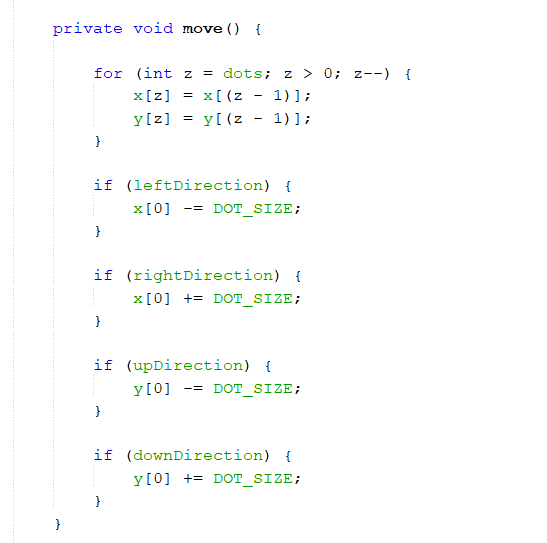 private void move() {
for (int z = dots; z > 0; z--) {
x[z] = x[(z - 1)];
y[z] = y[(z - 1)];
}
if (leftDirection) {
x[0] -= DOT_SIZE;
}
if (rightDirection) {
x[0] += DOT_SIZE;
}
if (upDirection) {
y[0] -= DOT_SIZE;
}
if (downDirection) {
y[0] += DOT_SIZE;
}
}